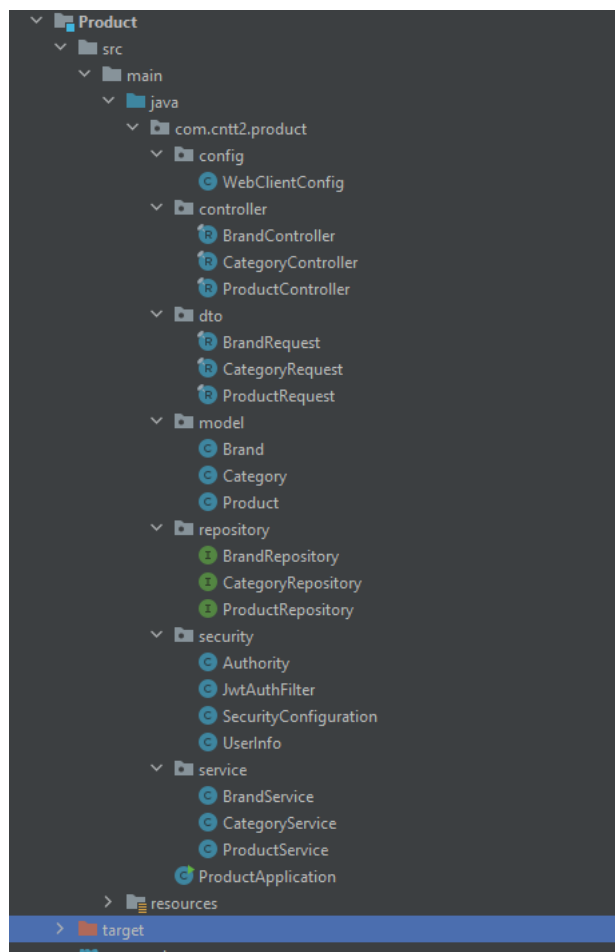 Product
src
main
java
com.cntt2.product
config
WebClientConfig
controller
BrandController
CategoryController
ProductController
dto
BrandRequest
CategoryRequest
ProductRequest
model
Brand
Category
Product
repository
BrandRepository
CategoryRepository
ProductRepository
security
Authority
JwtAuthFilter
SecurityConfiguration
UserInfo
service
BrandService
CategoryService
ProductService
ProductApplication
resources
target